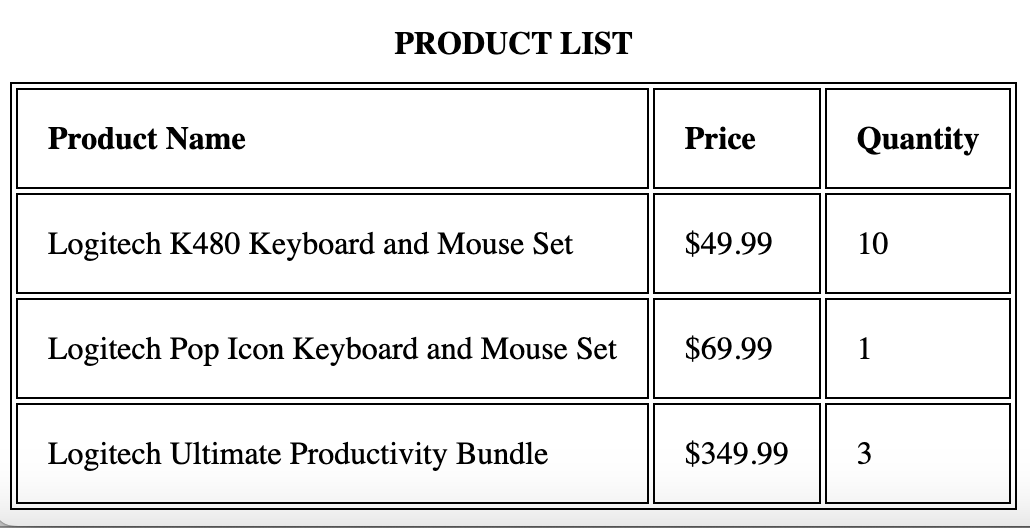 PRODUCT LIST
Product Name Price Quantity
Logitech K480 Keyboard and Mouse Set $49.99 10
Logitech Pop Icon Keyboard and Mouse Set $69.99 1
Logitech Ultimate Productivity Bundle $349.99 3